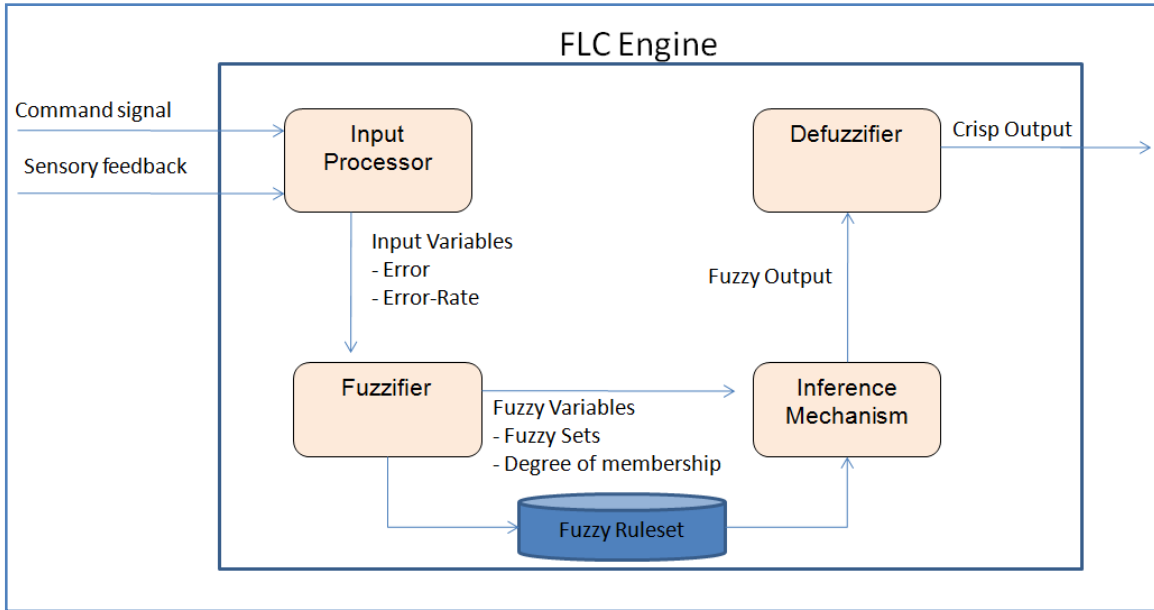 FLC Engine
Command signal
Sensory feedback
Input
Processor
Defuzzifier
Crisp Output
Input Variables
- Error
- Error-Rate
Fuzzy Output
Fuzzifier
Fuzzy Variables
- Fuzzy Sets
- Degree of membership
Inference
Mechanism
Fuzzy Ruleset